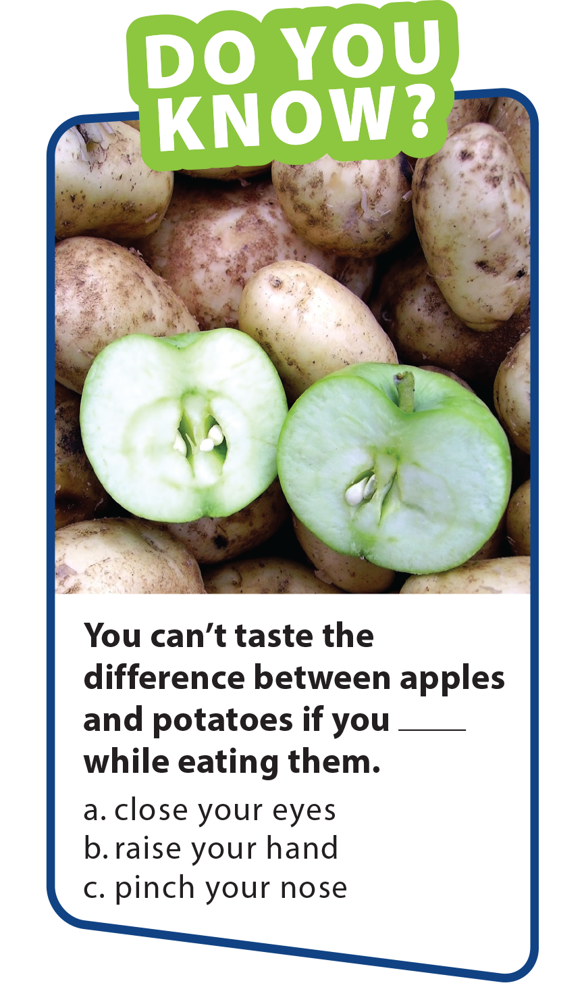 DO YOU
KNOW?
You can’t taste the
difference between apples
and potatoes if you ____
while eating them.
a. close your eyes
b. raise your hand
c. pinch your nose